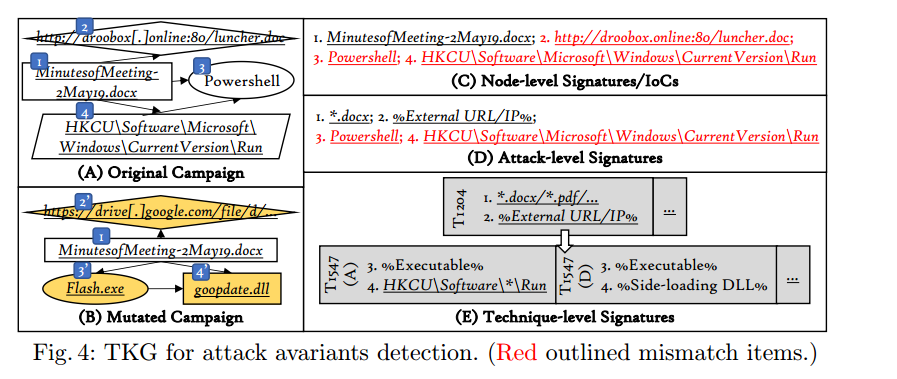 2
http://droobox[.]online:80/luncher.doc
1
MinutesofMeeting-
2May19.docx
3
Powershell
4
HKCU\Software\Microsoft\
Windows\CurrentVersion\Run
(A) Original Campaign
2'
https://drive[.]google.com/file/d/...
1
MinutesofMeeting-2May19.docx
3'
Flash.exe
4'
goopdate.dll
(B) Mutated Campaign
1. MinutesofMeeting-2May19.docx; 2. http://droobox.online:80/luncher.doc;
3. Powershell; 4. HKCU\Software\Microsoft\Windows\CurrentVersion\Run
(C) Node-level Signatures/IoCs
1. *.docx; 2. %External URL/IP%;
3. Powershell; 4. HKCU\Software\Microsoft\Windows\CurrentVersion\Run
(D) Attack-level Signatures
T1204
1. *.docx/*.pdf/...
2. %External URL/IP%
...
T1547
(A)
3. %Executable%
4. HKCU\Software\*\Run
T1547
(D)
3. %Executable%
4. %Side-loading DLL%
...
(E) Technique-level Signatures
Fig. 4: TKG for attack avariants detection. (Red outlined mismatch items.)